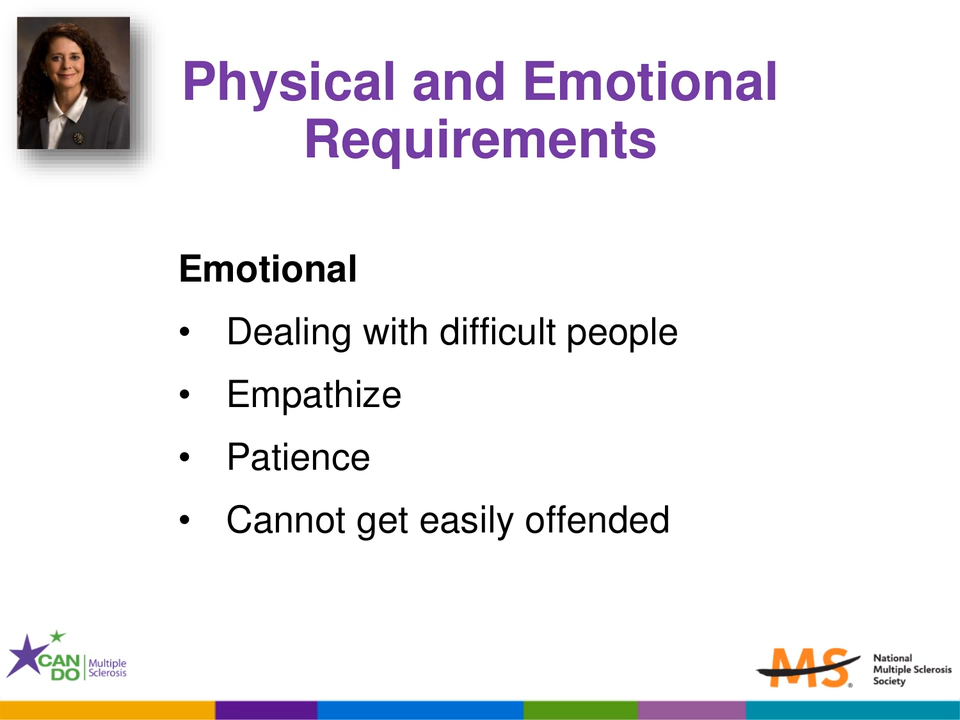 Physical and Emotional
Requirements
Emotional
• Dealing with difficult people
• Empathize
• Patience
• Cannot get easily offended
CAN DO Multiple Sclerosis
MS® National Multiple Sclerosis Society